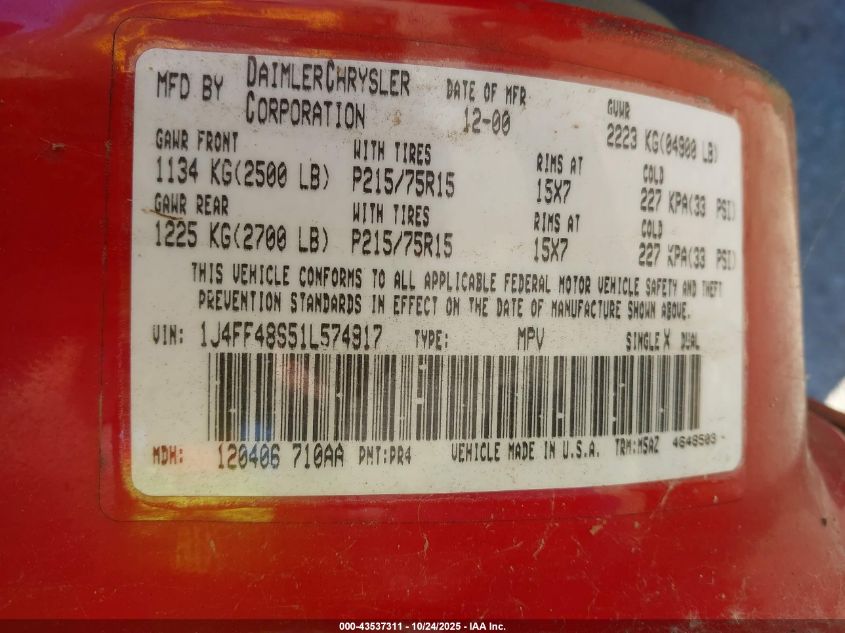 MFD BY DAIMLERCHRYSLER CORPORATION DATE OF MFR 12-00 GVWR 2223 KG(04900 LB)
GAWR FRONT WITH TIRES RIMS AT COLD
1134 KG(2500 LB) P215/75R15 15X7 227 KPA(33 PSI)
GAWR REAR WITH TIRES RIMS AT COLD
1225 KG(2700 LB) P215/75R15 15X7 227 KPA(33 PSI)
THIS VEHICLE CONFORMS TO ALL APPLICABLE FEDERAL MOTOR VEHICLE SAFETY AND THEFT
PREVENTION STANDARDS IN EFFECT ON THE DATE OF MANUFACTURE SHOWN ABOVE.
VIN: 1J4FF48S51L574917 TYPE: MPV SINGLE X DUAL
MDH: 120406 710AA PNT:PR4 VEHICLE MADE IN U.S.A. TRM:M5AZ 4648503 -
000-43537311 - 10/24/2025 - IAA Inc.